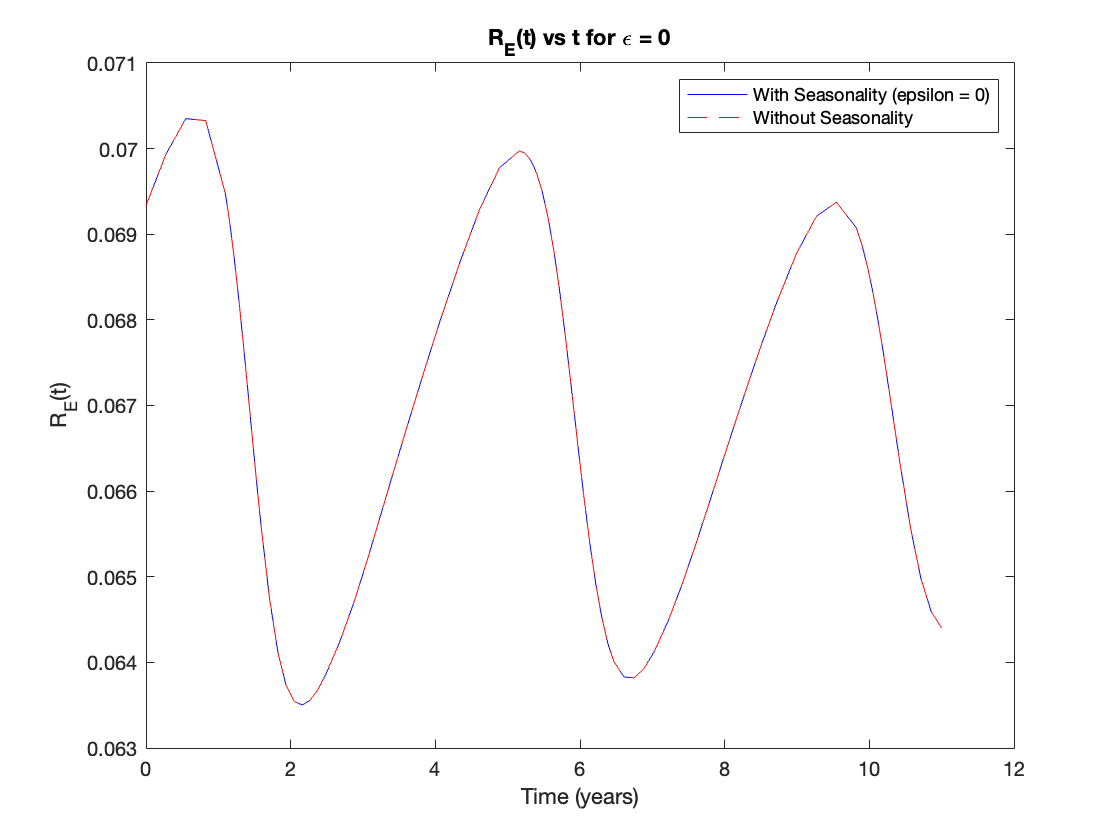 R_E(t) vs t for ϵ = 0
With Seasonality (epsilon = 0)
Without Seasonality
R_E(t)
0.071
0.07
0.069
0.068
0.067
0.066
0.065
0.064
0.063
0 2 4 6 8 10 12
Time (years)